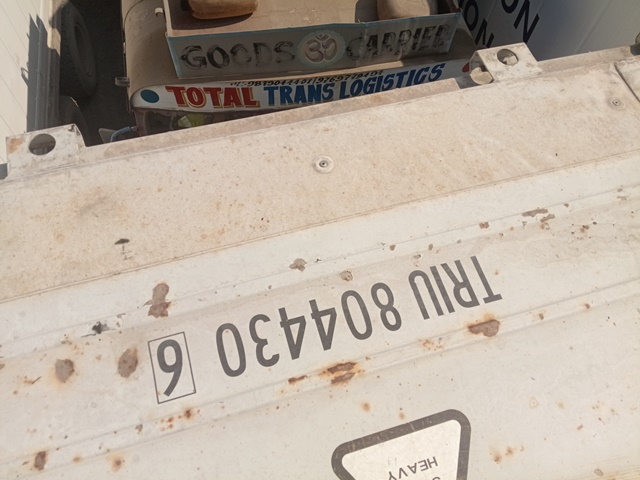 GOODS ॐ CARRIER
TOTAL TRANS LOGISTICS
TRIU 804430 6
HEAVY